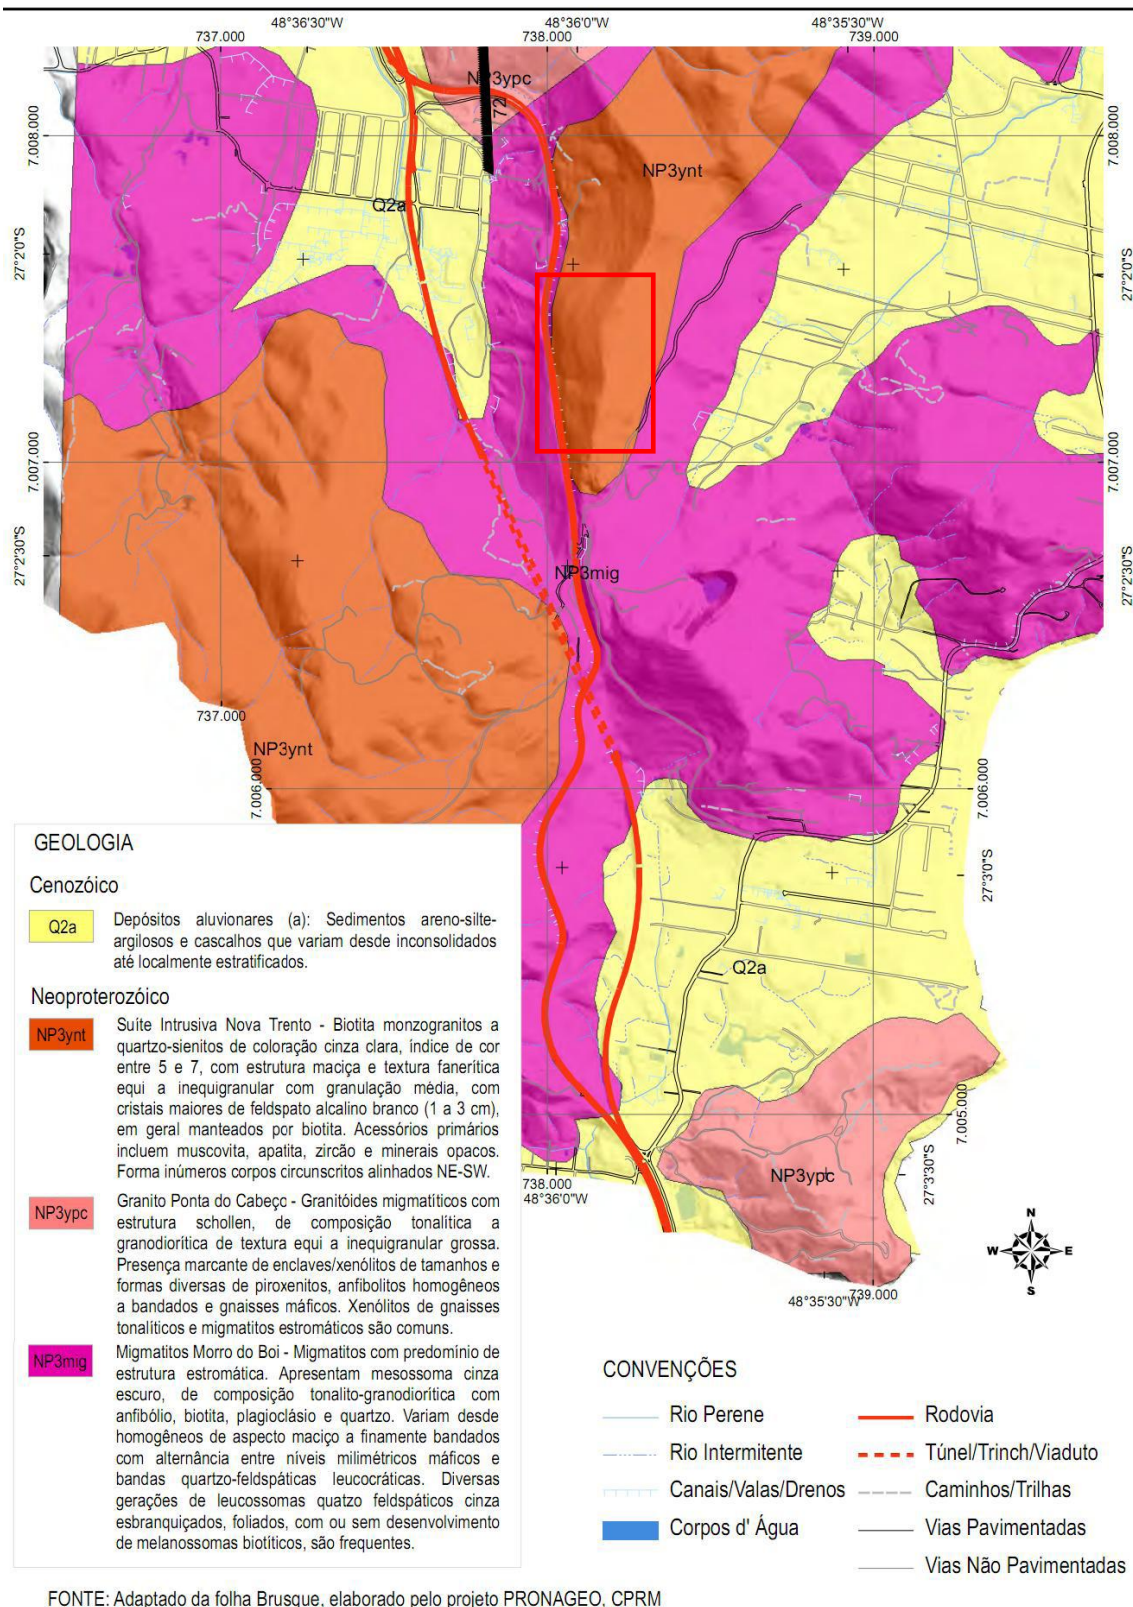 48°36'30"W
48°36'0"W
48°35'30"W
737.000
738.000
739.000
NP3ypc
72
7.008.000
7.008.000
NP3ynt
Q2a
27°2'0"S
27°2'0"S
7.007.000
7.007.000
27°2'30"S
27°2'30"S
NP3mig
737.000
NP3ynt
7.006.000
7.006.000
27°3'0"S
Q2a
7.005.000
NP3ypc
27°3'30"S
738.000
48°36'0"W
48°35'30"W
739.000
N
W
E
S
GEOLOGIA
Cenozóico
Q2a
Depósitos aluvionares (a): Sedimentos areno-silte-
argilosos e cascalhos que variam desde inconsolidados
até localmente estratificados.
Neoproterozóico
NP3ynt
Suíte Intrusiva Nova Trento - Biotita monzogranitos a
quartzo-sienitos de coloração cinza clara, índice de cor
entre 5 e 7, com estrutura maciça e textura fanerítica
equi a inequigranular com granulação média, com
cristais maiores de feldspato alcalino branco (1 a 3 cm),
em geral manteados por biotita. Acessórios primários
incluem muscovita, apatita, zircão e minerais opacos.
Forma inúmeros corpos circunscritos alinhados NE-SW.
NP3ypc
Granito Ponta do Cabeço - Granitóides migmatíticos com
estrutura schollen, de composição tonalítica a
granodiorítica de textura equi a inequigranular grossa.
Presença marcante de enclaves/xenólitos de tamanhos e
formas diversas de piroxenitos, anfibolitos homogêneos
a bandados e gnaisses máficos. Xenólitos de gnaisses
tonalíticos e migmatitos estromáticos são comuns.
NP3mig
Migmatitos Morro do Boi - Migmatitos com predomínio de
estrutura estromática. Apresentam mesossoma cinza
escuro, de composição tonalito-granodiorítica com
anfibólio, biotita, plagioclásio e quartzo. Variam desde
homogêneos de aspecto maciço a finamente bandados
com alternância entre níveis milimétricos máficos e
bandas quartzo-feldspáticas leucocráticas. Diversas
gerações de leucossomas quatzo feldspáticos cinza
esbranquiçados, foliados, com ou sem desenvolvimento
de melanossomas biotíticos, são frequentes.
CONVENÇÕES
Rio Perene
Rio Intermitente
Canais/Valas/Drenos
Corpos d' Água
Rodovia
Túnel/Trinch/Viaduto
Caminhos/Trilhas
Vias Pavimentadas
Vias Não Pavimentadas
FONTE: Adaptado da folha Brusque, elaborado pelo projeto PRONAGEO, CPRM